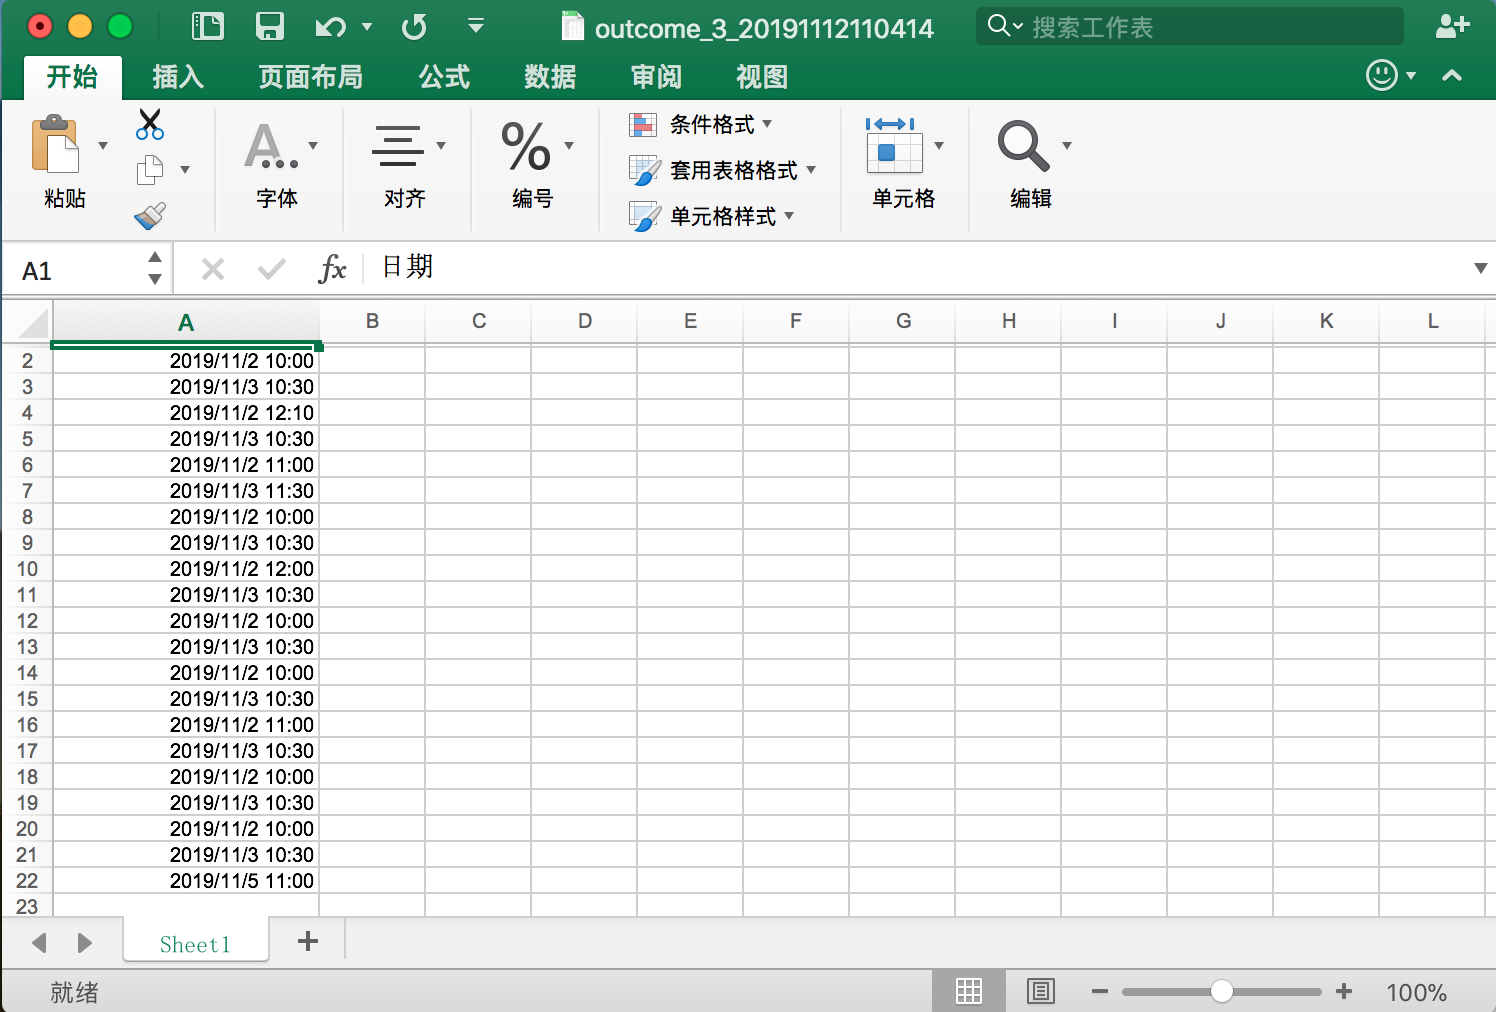 outcome_3_20191112110414
搜索工作表
开始 插入 页面布局 公式 数据 审阅 视图
粘贴
A...
字体
对齐
%
编号
条件格式
套用表格格式
单元格样式
单元格
编辑
A1 fx 日期
A B C D E F G H I J K L
2 2019/11/2 10:00
3 2019/11/3 10:30
4 2019/11/2 12:10
5 2019/11/3 10:30
6 2019/11/2 11:00
7 2019/11/3 11:30
8 2019/11/2 10:00
9 2019/11/3 10:30
10 2019/11/2 12:00
11 2019/11/3 10:30
12 2019/11/2 10:00
13 2019/11/3 10:30
14 2019/11/2 10:00
15 2019/11/3 10:30
16 2019/11/2 11:00
17 2019/11/3 10:30
18 2019/11/2 10:00
19 2019/11/3 10:30
20 2019/11/2 10:00
21 2019/11/3 10:30
22 2019/11/5 11:00
23
Sheet1 +
就绪 100%